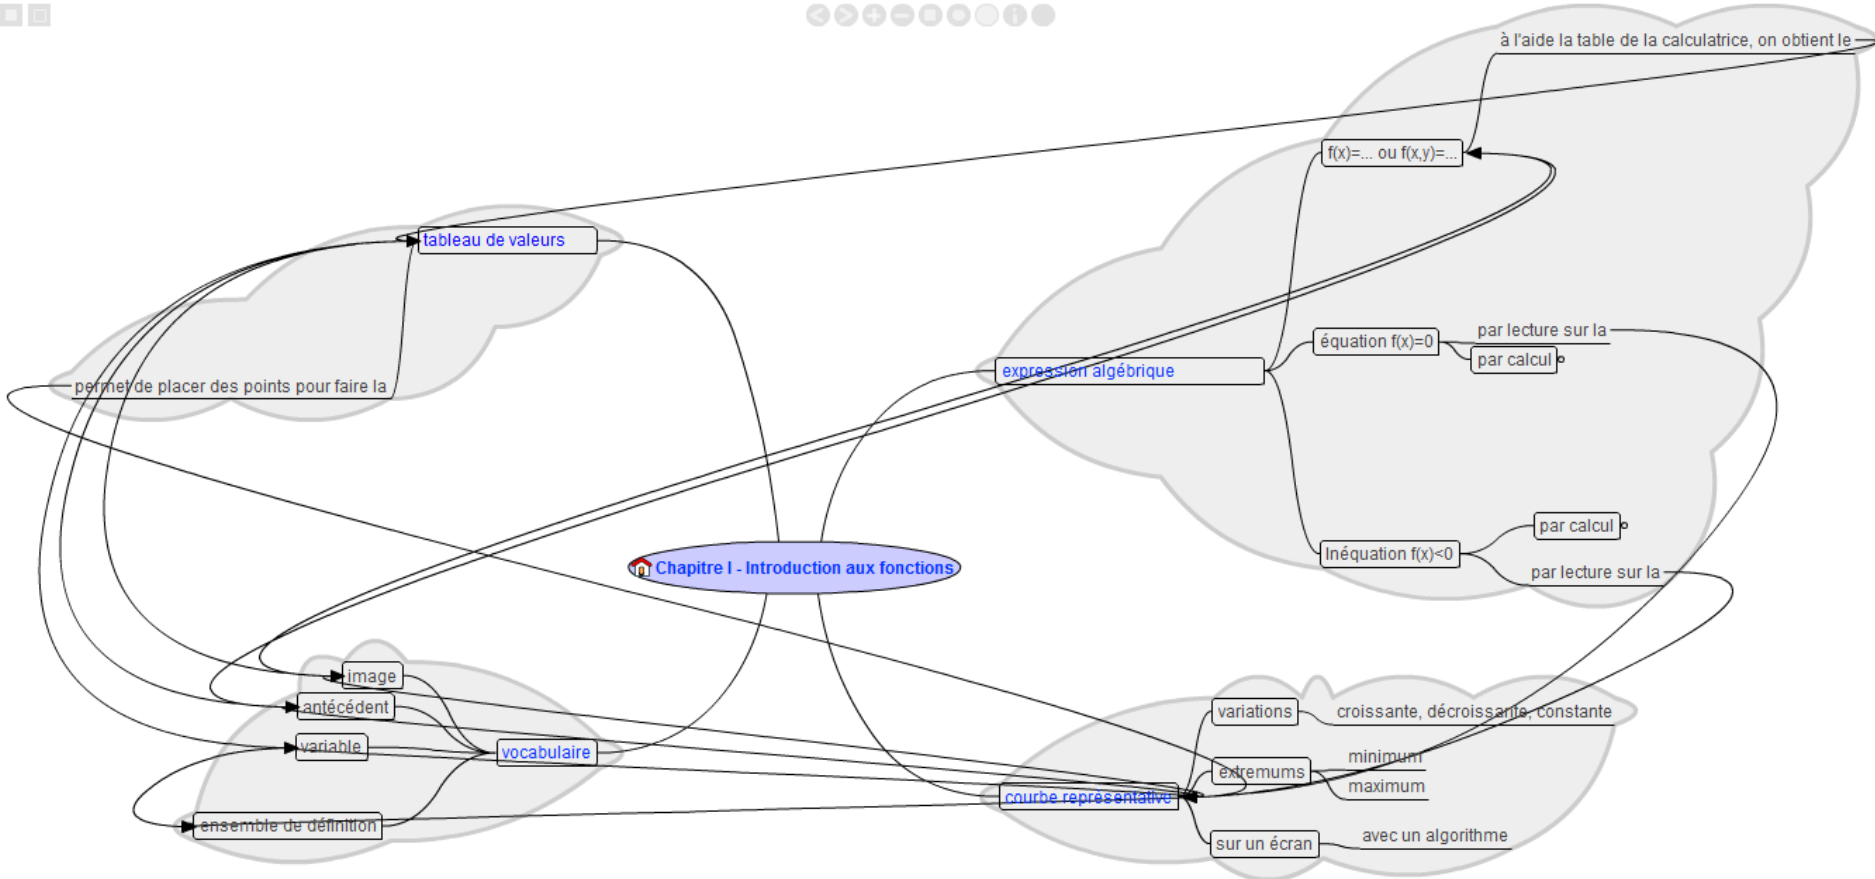 à l'aide la table de la calculatrice, on obtient le
f(x)=... ou f(x,y)=...
tableau de valeurs
équation f(x)=0
par lecture sur la
par calcul
expression algébrique
permet de placer des points pour faire la
par calcul
Inéquation f(x)<0
par lecture sur la
Chapitre I - Introduction aux fonctions
image
antécédent
variable
vocabulaire
ensemble de définition
variations
croissante, décroissante, constante
extremums
minimum
maximum
courbe représentative
sur un écran
avec un algorithme